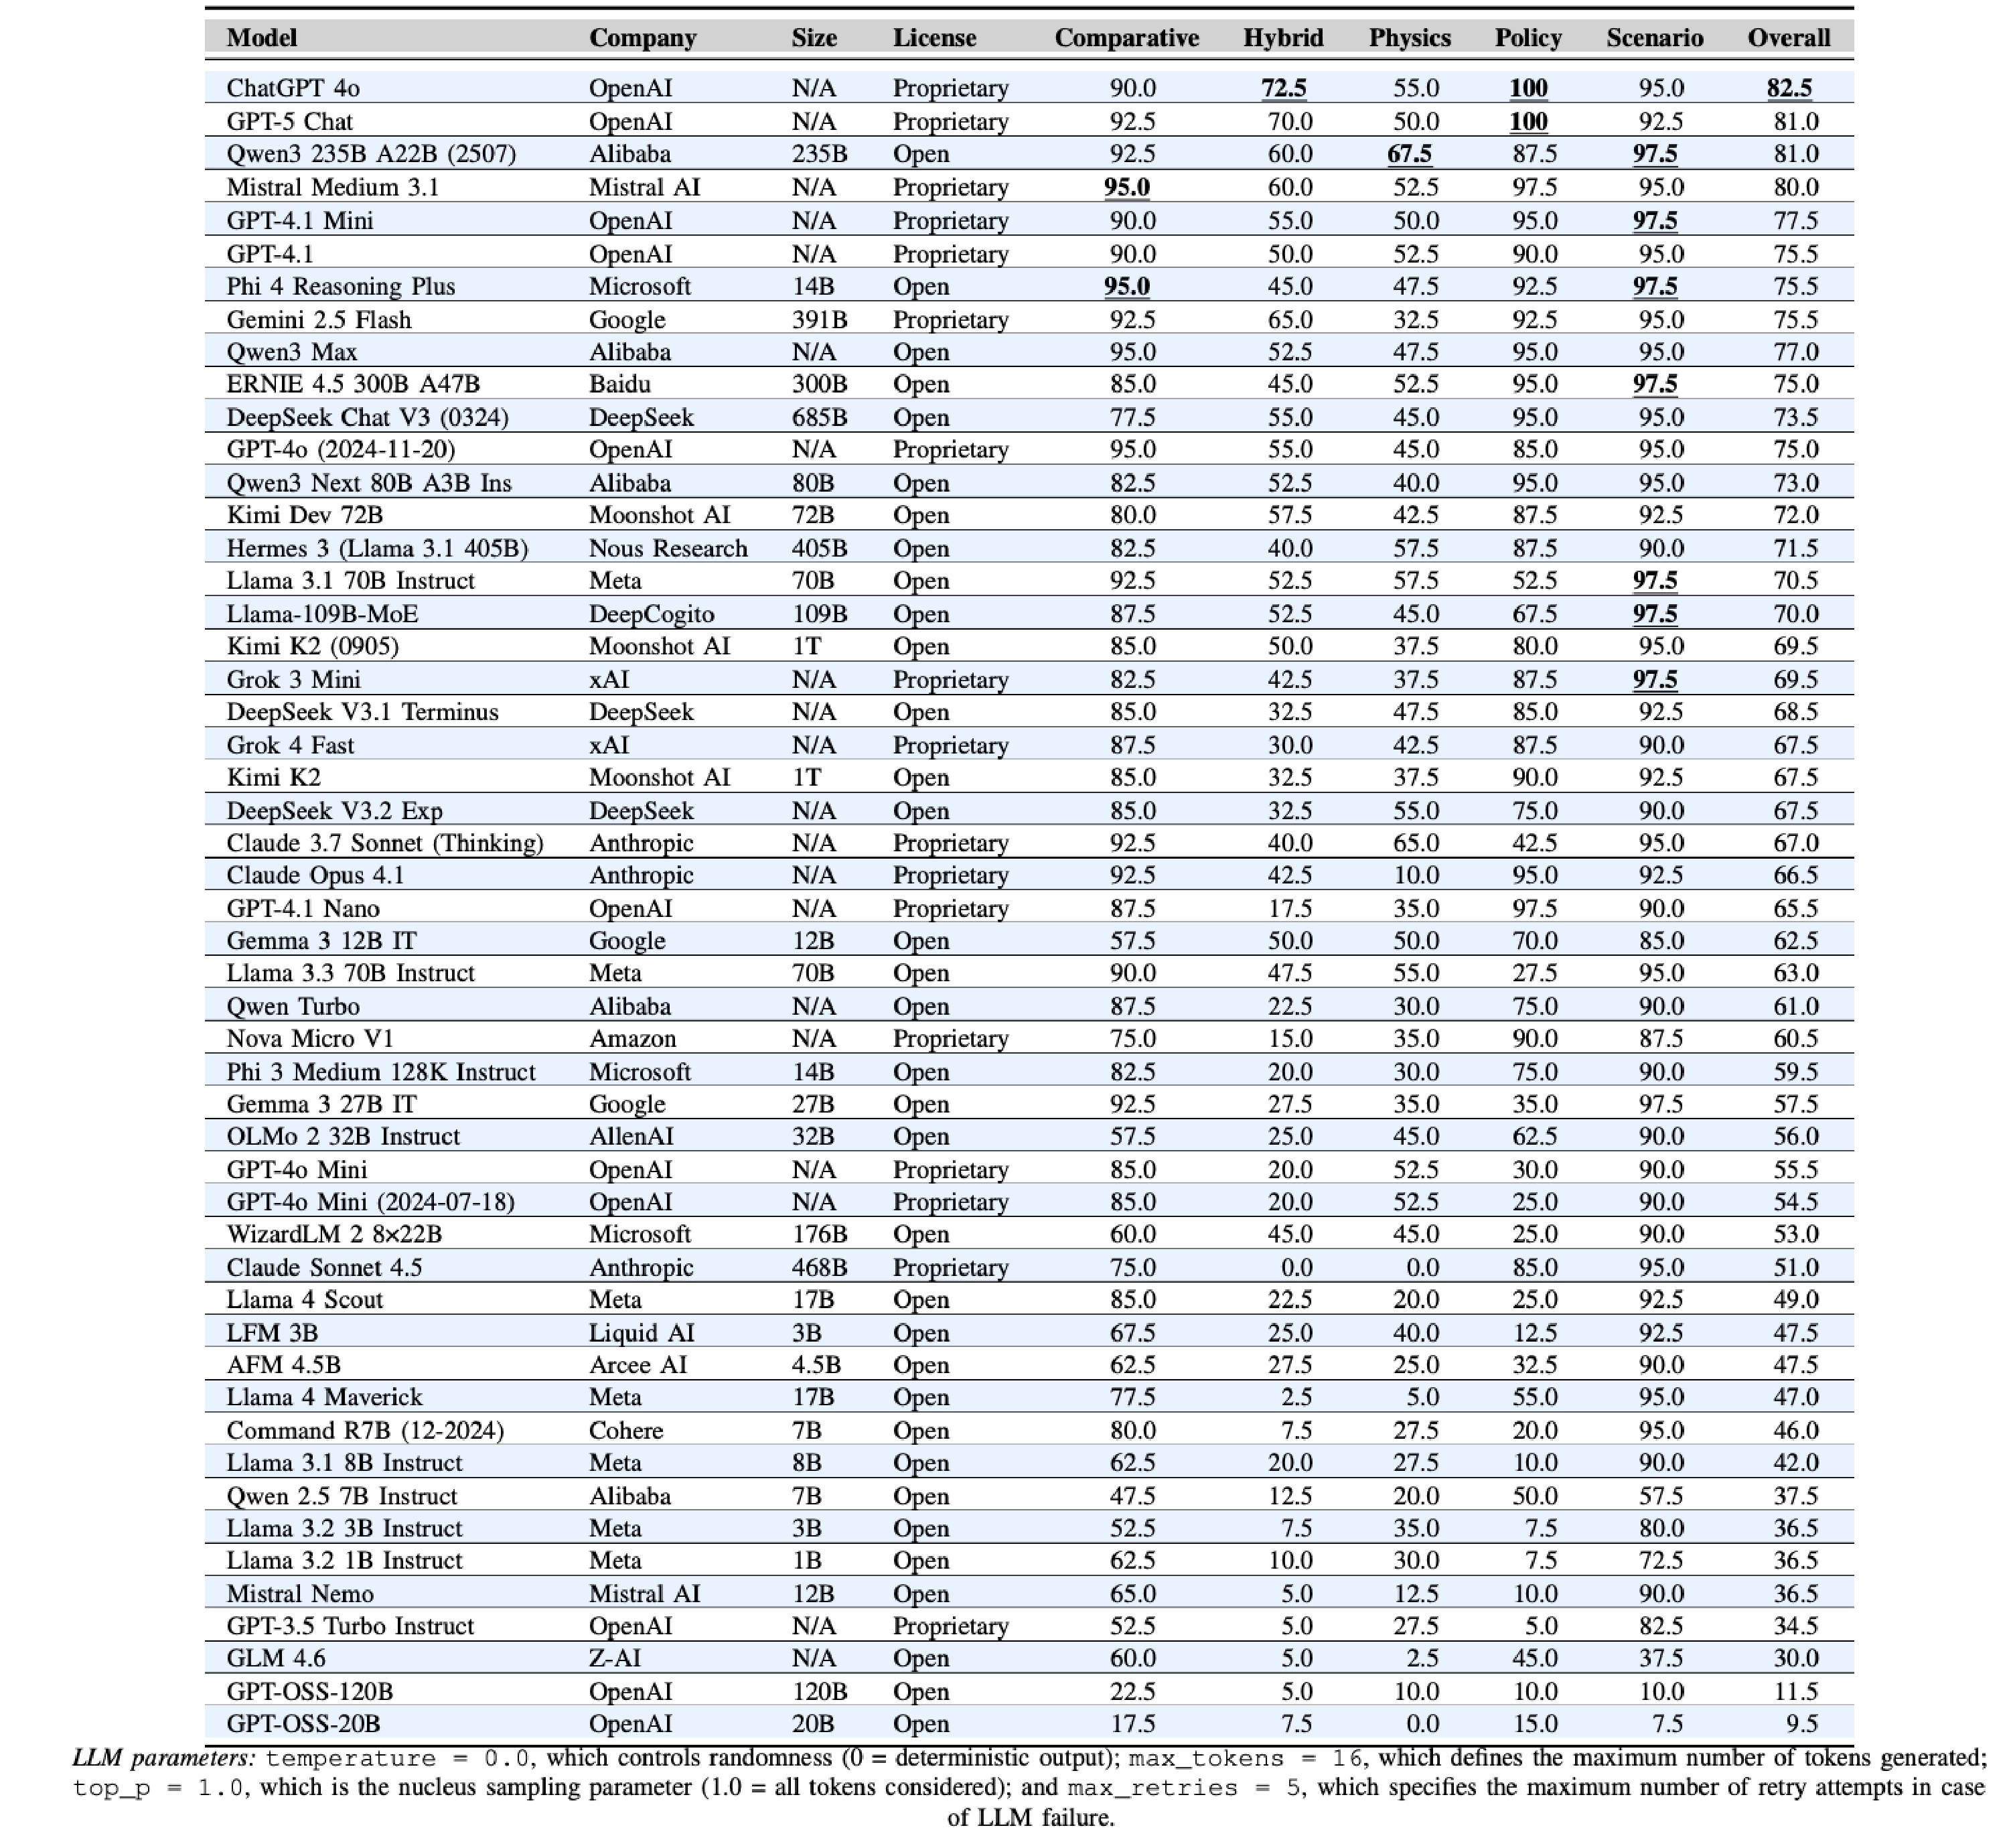 Model Company Size License Comparative Hybrid Physics Policy Scenario Overall
ChatGPT 4o OpenAI N/A Proprietary 90.0 72.5 55.0 100 95.0 82.5
GPT-5 Chat OpenAI N/A Proprietary 92.5 70.0 50.0 100 92.5 81.0
Qwen3 235B A22B (2507) Alibaba 235B Open 92.5 60.0 67.5 87.5 97.5 81.0
Mistral Medium 3.1 Mistral AI N/A Proprietary 95.0 60.0 52.5 97.5 95.0 80.0
GPT-4.1 Mini OpenAI N/A Proprietary 90.0 55.0 50.0 95.0 97.5 77.5
GPT-4.1 OpenAI N/A Proprietary 90.0 50.0 52.5 90.0 95.0 75.5
Phi 4 Reasoning Plus Microsoft 14B Open 95.0 45.0 47.5 92.5 97.5 75.5
Gemini 2.5 Flash Google 391B Proprietary 92.5 65.0 32.5 92.5 95.0 75.5
Qwen3 Max Alibaba N/A Open 95.0 52.5 47.5 95.0 95.0 77.0
ERNIE 4.5 300B A47B Baidu 300B Open 85.0 45.0 52.5 95.0 97.5 75.0
DeepSeek Chat V3 (0324) DeepSeek 685B Open 77.5 55.0 45.0 95.0 95.0 73.5
GPT-4o (2024-11-20) OpenAI N/A Proprietary 95.0 55.0 45.0 85.0 95.0 75.0
Qwen3 Next 80B A3B Ins Alibaba 80B Open 82.5 52.5 40.0 95.0 95.0 73.0
Kimi Dev 72B Moonshot AI 72B Open 80.0 57.5 42.5 87.5 92.5 72.0
Hermes 3 (Llama 3.1 405B) Nous Research 405B Open 82.5 40.0 57.5 87.5 90.0 71.5
Llama 3.1 70B Instruct Meta 70B Open 92.5 52.5 57.5 52.5 97.5 70.5
Llama-109B-MoE DeepCogito 109B Open 87.5 52.5 45.0 67.5 97.5 70.0
Kimi K2 (0905) Moonshot AI 1T Open 85.0 50.0 37.5 80.0 95.0 69.5
Grok 3 Mini xAI N/A Proprietary 82.5 42.5 37.5 87.5 97.5 69.5
DeepSeek V3.1 Terminus DeepSeek N/A Open 85.0 32.5 47.5 85.0 92.5 68.5
Grok 4 Fast xAI N/A Proprietary 87.5 30.0 42.5 87.5 90.0 67.5
Kimi K2 Moonshot AI 1T Open 85.0 32.5 37.5 90.0 92.5 67.5
DeepSeek V3.2 Exp DeepSeek N/A Open 85.0 32.5 55.0 75.0 90.0 67.5
Claude 3.7 Sonnet (Thinking) Anthropic N/A Proprietary 92.5 40.0 65.0 42.5 95.0 67.0
Claude Opus 4.1 Anthropic N/A Proprietary 92.5 42.5 10.0 95.0 92.5 66.5
GPT-4.1 Nano OpenAI N/A Proprietary 87.5 17.5 35.0 97.5 90.0 65.5
Gemma 3 12B IT Google 12B Open 57.5 50.0 50.0 70.0 85.0 62.5
Llama 3.3 70B Instruct Meta 70B Open 90.0 47.5 55.0 27.5 95.0 63.0
Qwen Turbo Alibaba N/A Open 87.5 22.5 30.0 75.0 90.0 61.0
Nova Micro V1 Amazon N/A Proprietary 75.0 15.0 35.0 90.0 87.5 60.5
Phi 3 Medium 128K Instruct Microsoft 14B Open 82.5 20.0 30.0 75.0 90.0 59.5
Gemma 3 27B IT Google 27B Open 92.5 27.5 35.0 35.0 97.5 57.5
OLMo 2 32B Instruct AllenAI 32B Open 57.5 25.0 45.0 62.5 90.0 56.0
GPT-4o Mini OpenAI N/A Proprietary 85.0 20.0 52.5 30.0 90.0 55.5
GPT-4o Mini (2024-07-18) OpenAI N/A Proprietary 85.0 20.0 52.5 25.0 90.0 54.5
WizardLM 2 8×22B Microsoft 176B Open 60.0 45.0 45.0 25.0 90.0 53.0
Claude Sonnet 4.5 Anthropic 468B Proprietary 75.0 0.0 0.0 85.0 95.0 51.0
Llama 4 Scout Meta 17B Open 85.0 22.5 20.0 25.0 92.5 49.0
LFM 3B Liquid AI 3B Open 67.5 25.0 40.0 12.5 92.5 47.5
AFM 4.5B Arcee AI 4.5B Open 62.5 27.5 25.0 32.5 90.0 47.5
Llama 4 Maverick Meta 17B Open 77.5 2.5 5.0 55.0 95.0 47.0
Command R7B (12-2024) Cohere 7B Open 80.0 7.5 27.5 20.0 95.0 46.0
Llama 3.1 8B Instruct Meta 8B Open 62.5 20.0 27.5 10.0 90.0 42.0
Qwen 2.5 7B Instruct Alibaba 7B Open 47.5 12.5 20.0 50.0 57.5 37.5
Llama 3.2 3B Instruct Meta 3B Open 52.5 7.5 35.0 7.5 80.0 36.5
Llama 3.2 1B Instruct Meta 1B Open 62.5 10.0 30.0 7.5 72.5 36.5
Mistral Nemo Mistral AI 12B Open 65.0 5.0 12.5 10.0 90.0 36.5
GPT-3.5 Turbo Instruct OpenAI N/A Proprietary 52.5 5.0 27.5 5.0 82.5 34.5
GLM 4.6 Z-AI N/A Open 60.0 5.0 2.5 45.0 37.5 30.0
GPT-OSS-120B OpenAI 120B Open 22.5 5.0 10.0 10.0 10.0 11.5
GPT-OSS-20B OpenAI 20B Open 17.5 7.5 0.0 15.0 7.5 9.5
LLM parameters: temperature = 0.0, which controls randomness (0 = deterministic output); max_tokens = 16, which defines the maximum number of tokens generated;
top_p = 1.0, which is the nucleus sampling parameter (1.0 = all tokens considered); and max_retries = 5, which specifies the maximum number of retry attempts in case
of LLM failure.